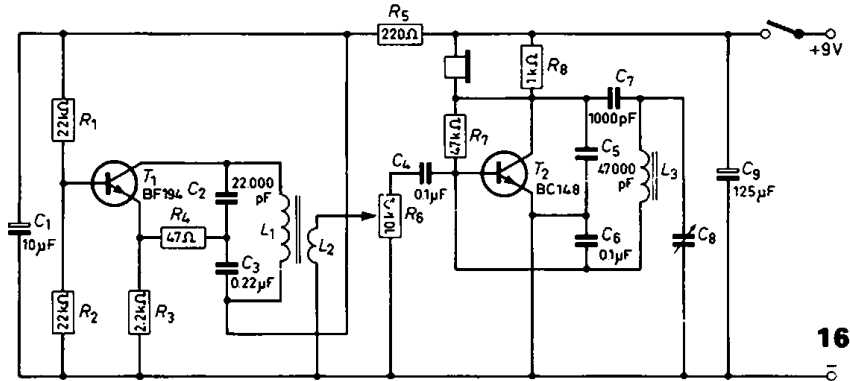 R5
220Ω
+9V
R8
1kΩ
C7
1000pF
R1
22kΩ
R7
47kΩ
T1
BF194
C2
22.000
pF
C4
0.1μF
T2
BC148
C5
47000
pF
L3
C9
125μF
C1
10μF
R4
47Ω
L1
L2
R6
10kΩ
C3
0.22μF
C6
0.1μF
C8
R2
22kΩ
R3
2.2kΩ
16
–